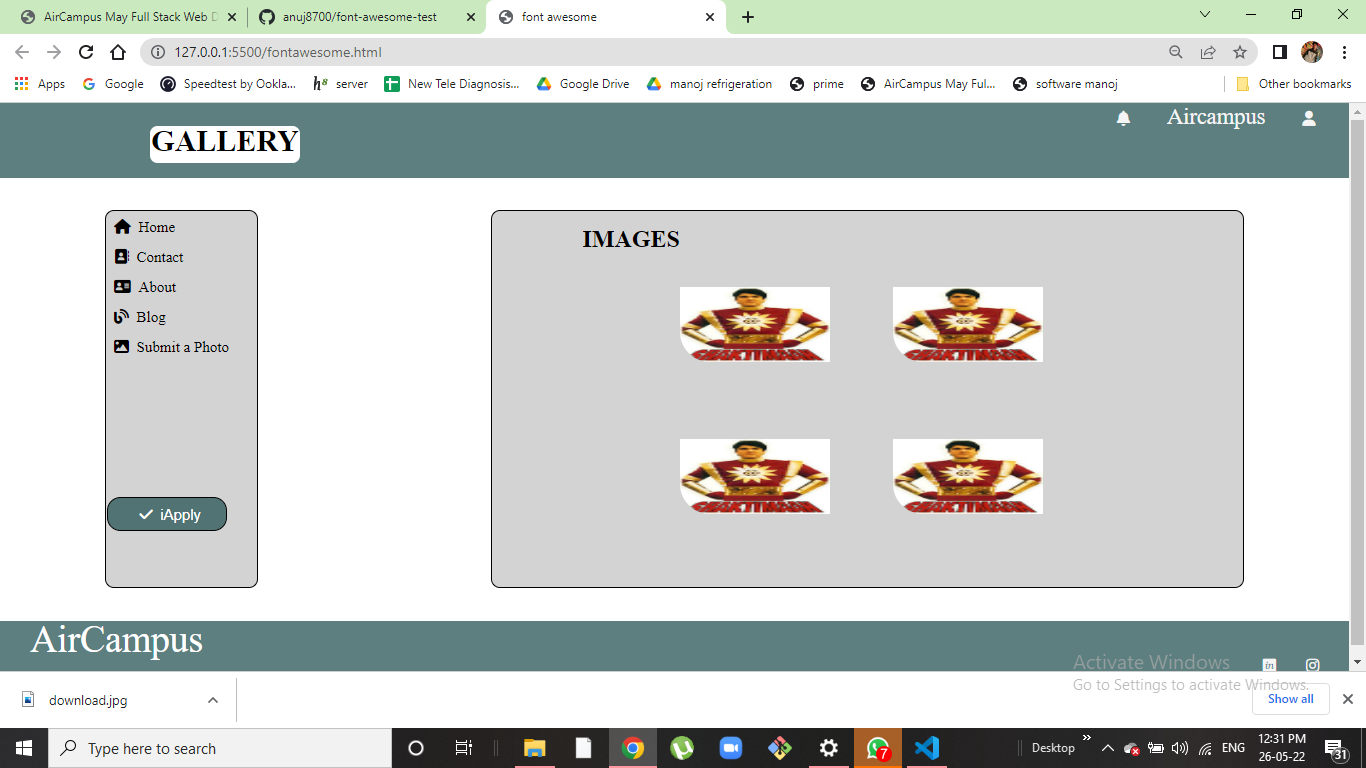 AirCampus May Full Stack Web D
anuj8700/font-awesome-test
font awesome
127.0.0.1:5500/fontawesome.html
Apps
Google
Speedtest by Ookla...
server
New Tele Diagnosis...
Google Drive
manoj refrigeration
prime
AirCampus May Ful...
software manoj
Other bookmarks
GALLERY
Aircampus
Home
Contact
About
Blog
Submit a Photo
iApply
IMAGES
AirCampus
in
Activate Windows
Go to Settings to activate Windows.
download.jpg
Show all
Type here to search
7
Desktop
ENG
12:31 PM
26-05-22
31